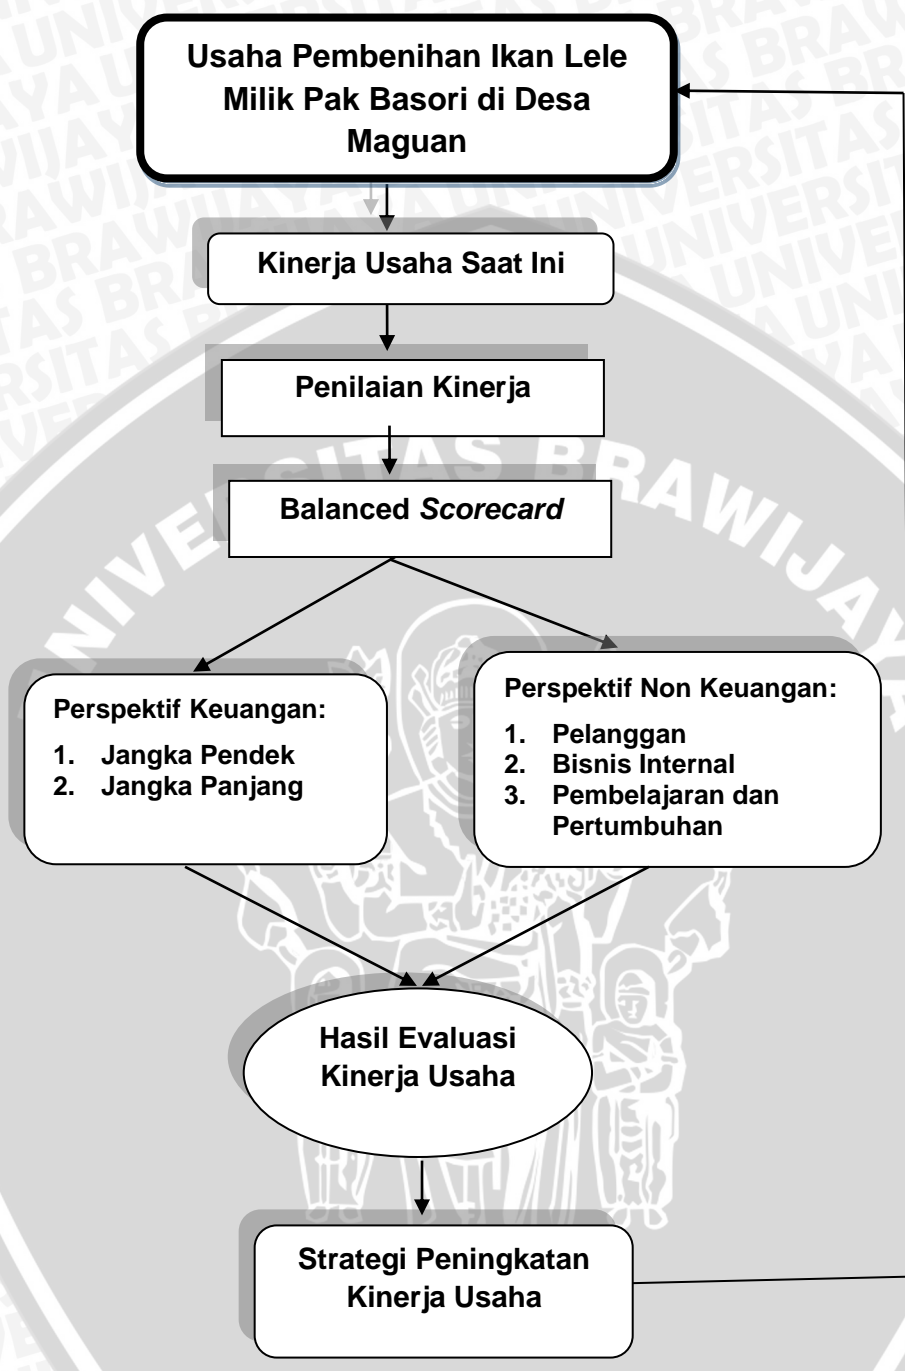 Usaha Pembenihan Ikan Lele
Milik Pak Basori di Desa
Maguan
Kinerja Usaha Saat Ini
Penilaian Kinerja
Balanced Scorecard
Perspektif Keuangan:
1. Jangka Pendek
2. Jangka Panjang
Perspektif Non Keuangan:
1. Pelanggan
2. Bisnis Internal
3. Pembelajaran dan
Pertumbuhan
Hasil Evaluasi
Kinerja Usaha
Strategi Peningkatan
Kinerja Usaha